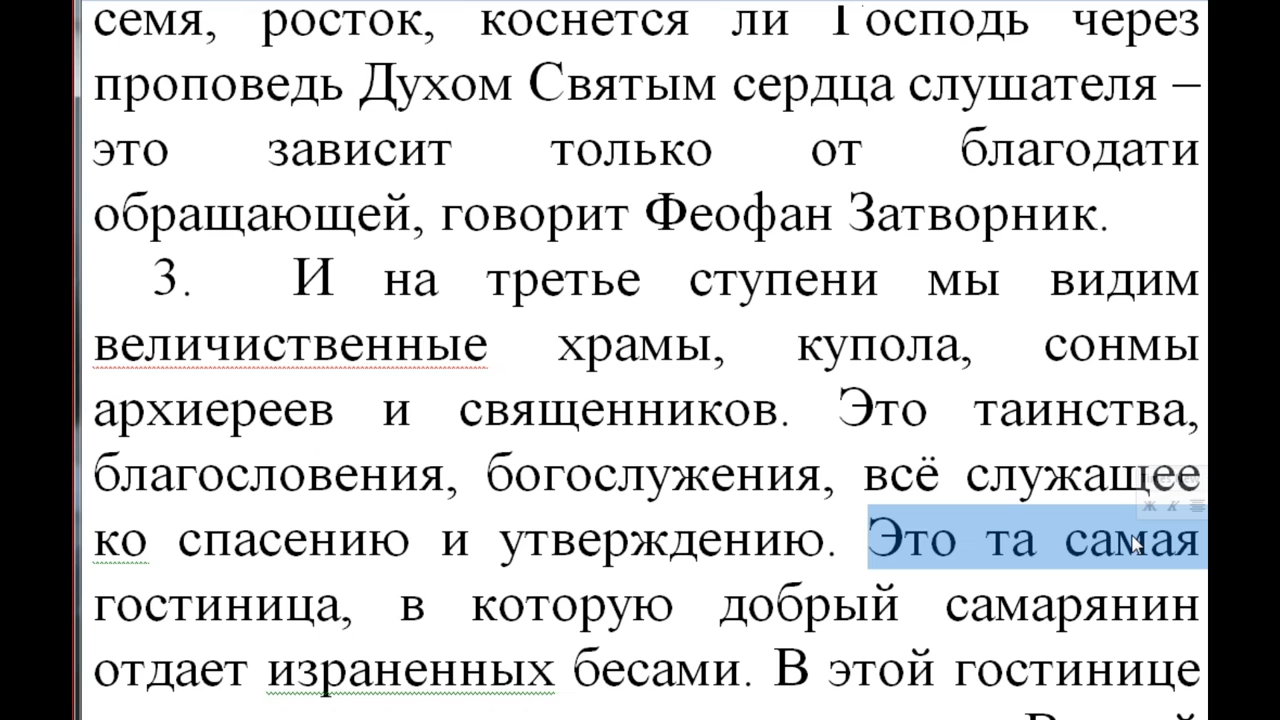 семя, росток, коснется ли Господь через
проповедь Духом Святым сердца слушателя –
это зависит только от благодати
обращающей, говорит Феофан Затворник.
3. И на третье ступени мы видим
величиственные храмы, купола, сонмы
архиереев и священников. Это таинства,
благословения, богослужения, всё служащее
ко спасению и утверждению. Это та самая
гостиница, в которую добрый самарянин
отдает израненных бесами. В этой гостинице